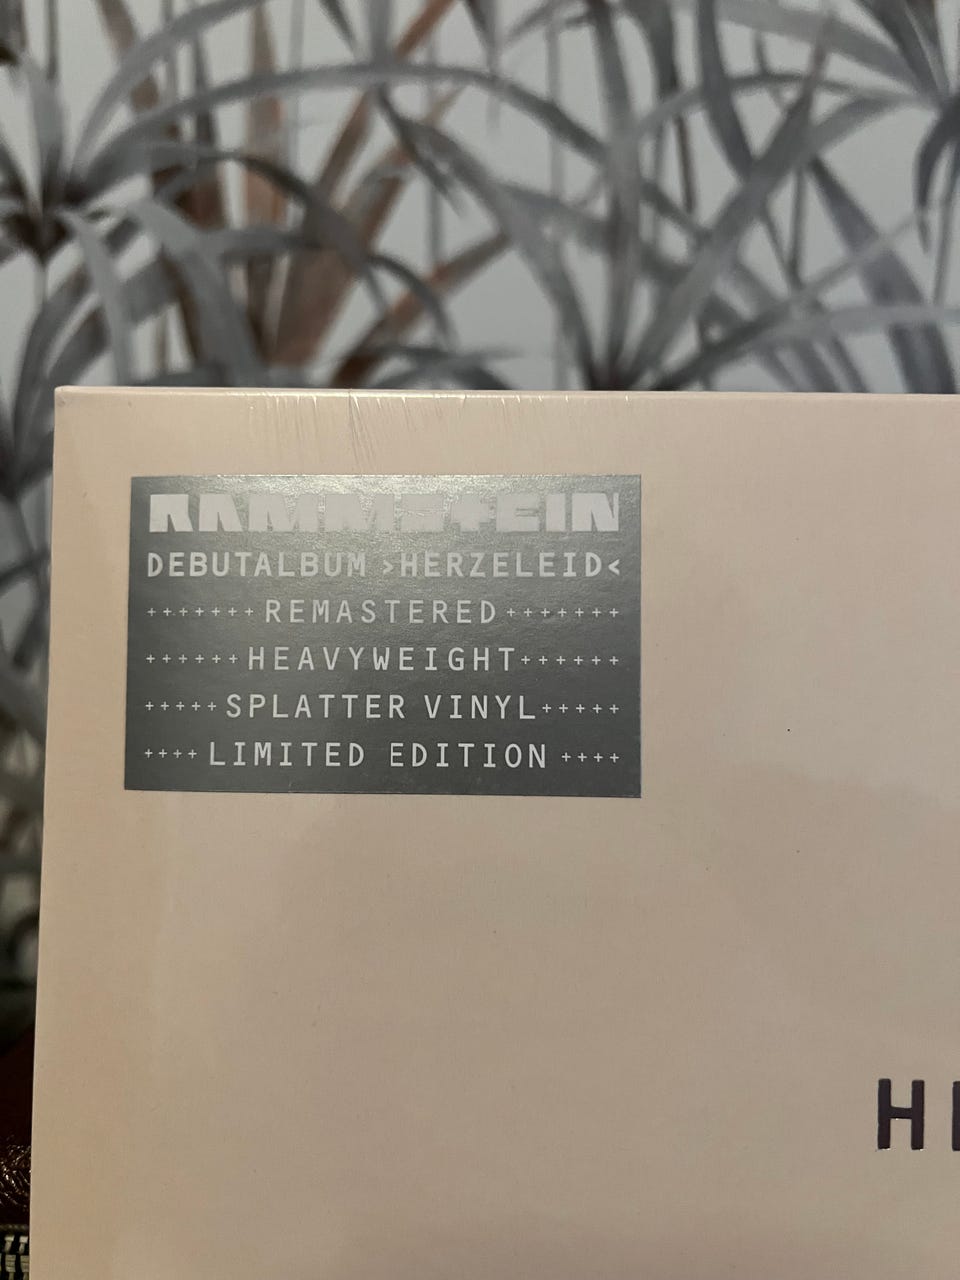 RAMMSTEIN
DEBUTALBUM >HERZELEID<
+++++++ REMASTERED +++++++
++++++ HEAVYWEIGHT ++++++
+++++ SPLATTER VINYL +++++
++++ LIMITED EDITION ++++
H